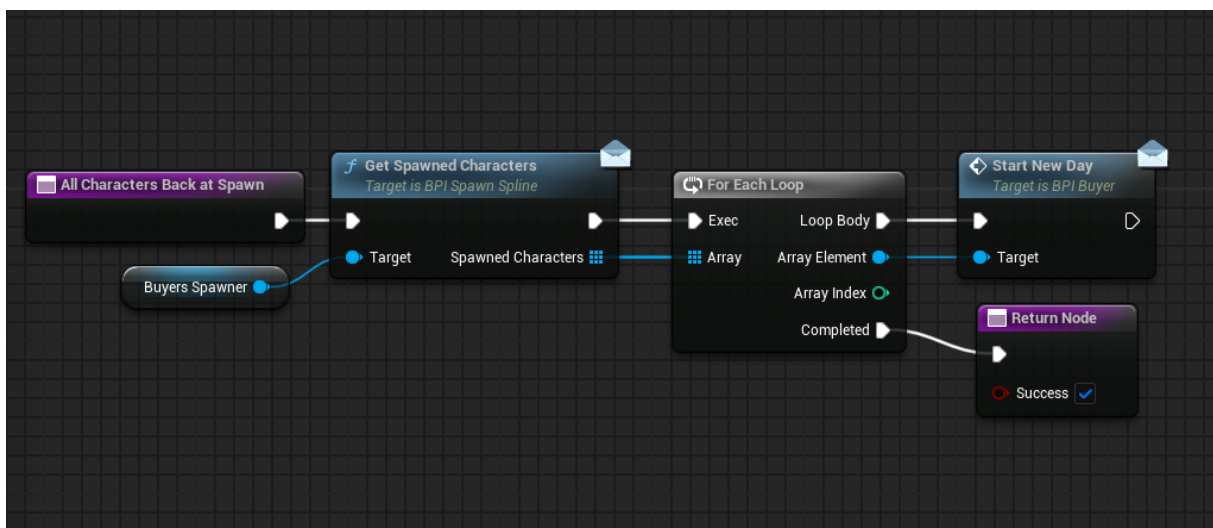 All Characters Back at Spawn
Buyers Spawner
f Get Spawned Characters
Target is BPI Spawn Spline
Target
Spawned Characters
For Each Loop
Exec
Loop Body
Array
Array Element
Array Index
Completed
Start New Day
Target is BPI Buyer
Target
Return Node
Success